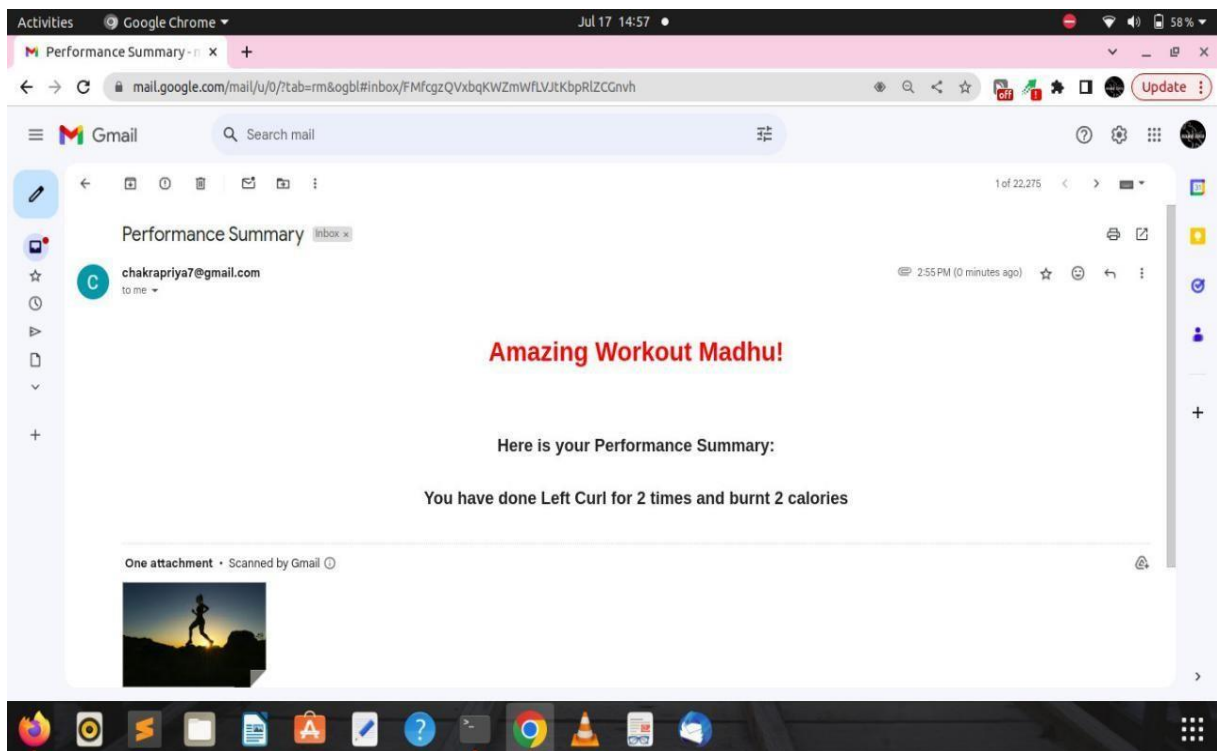 Activities Google Chrome Jul 17 14:57 58%
Performance Summary - n
mail.google.com/mail/u/0/?tab=rm&ogbl#inbox/FMfcgzQVxbqKWZmWfLVJtKbpRlZCGnvh off Update
Gmail Search mail
1 of 22,275
Performance Summary Inbox x
C chakrapriya7@gmail.com 2:55 PM (0 minutes ago)
to me
Amazing Workout Madhu!
Here is your Performance Summary:
You have done Left Curl for 2 times and burnt 2 calories
One attachment • Scanned by Gmail